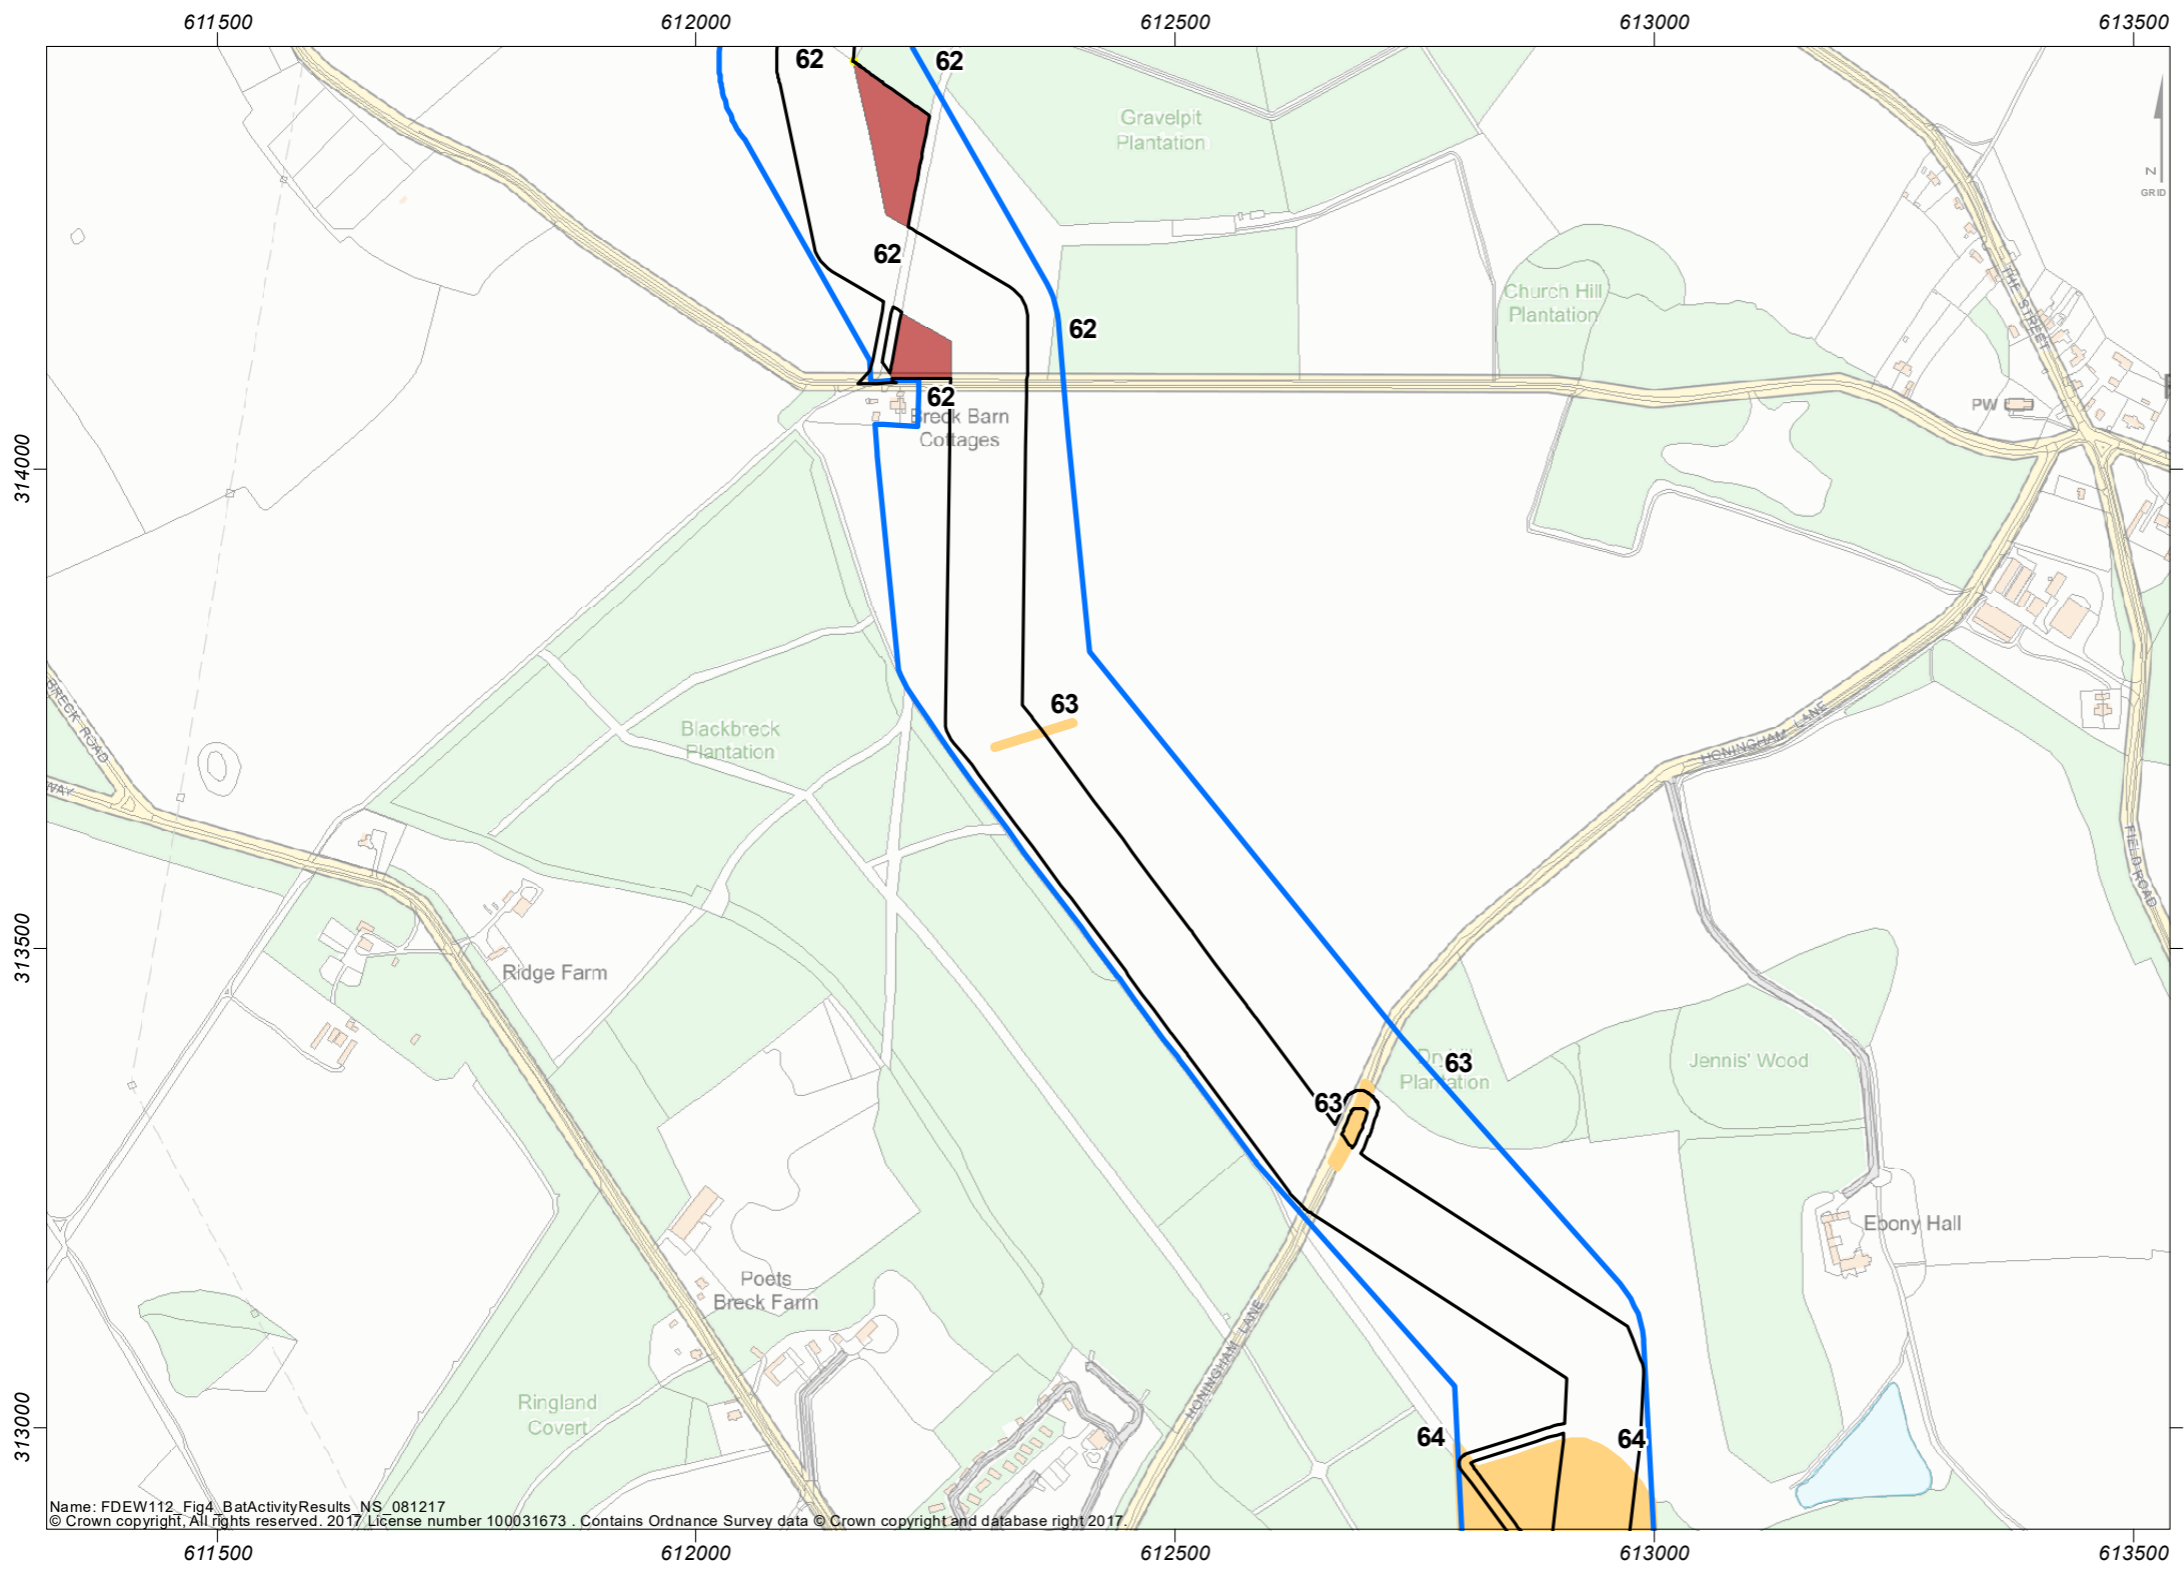 611500
612000
612500
613000
613500
62
62
Gravelpit
Plantation
N
GRID
62
Church Hill
Plantation
THE STREET
62
62
Breck Barn
Cottages
PW
314000
BRECK ROAD
63
Blackbreck
Plantation
HONINGHAM LANE
WAY
FIELD ROAD
313500
Ridge Farm
63
Jennis' Wood
Plantation
63
Ebony Hall
Poets
Breck Farm
HONINGHAM LANE
Ringland
Covert
313000
64
64
Name: FDEW112_Fig4_BatActivityResults_NS_081217
© Crown copyright, All rights reserved. 2017 License number 100031673 . Contains Ordnance Survey data © Crown copyright and database right 2017.
611500
612000
612500
613000
613500